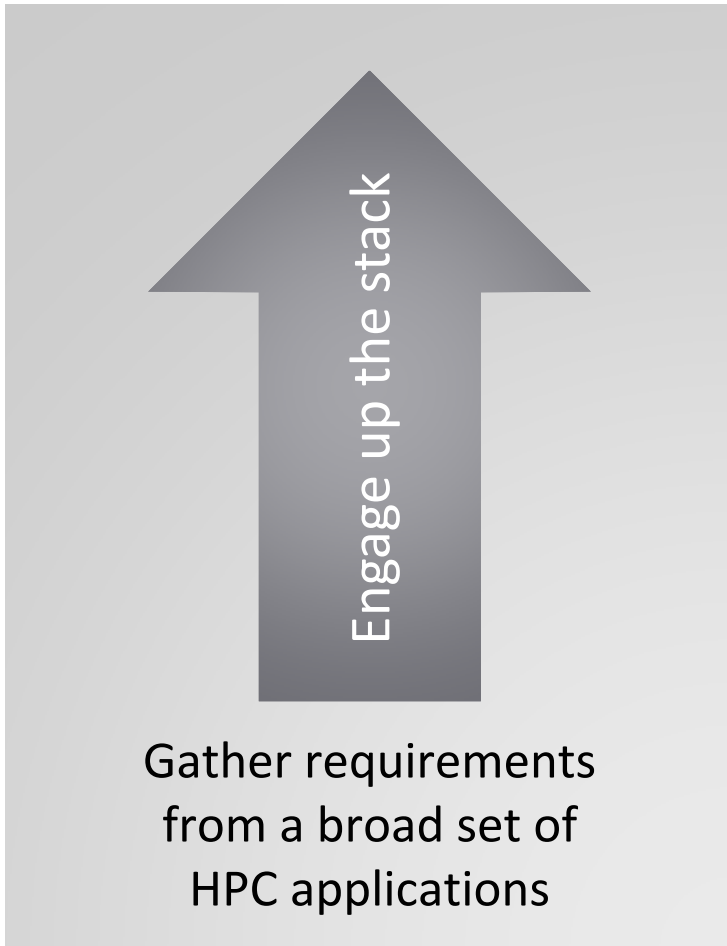 Engage up the stack
Gather requirements
from a broad set of
HPC applications